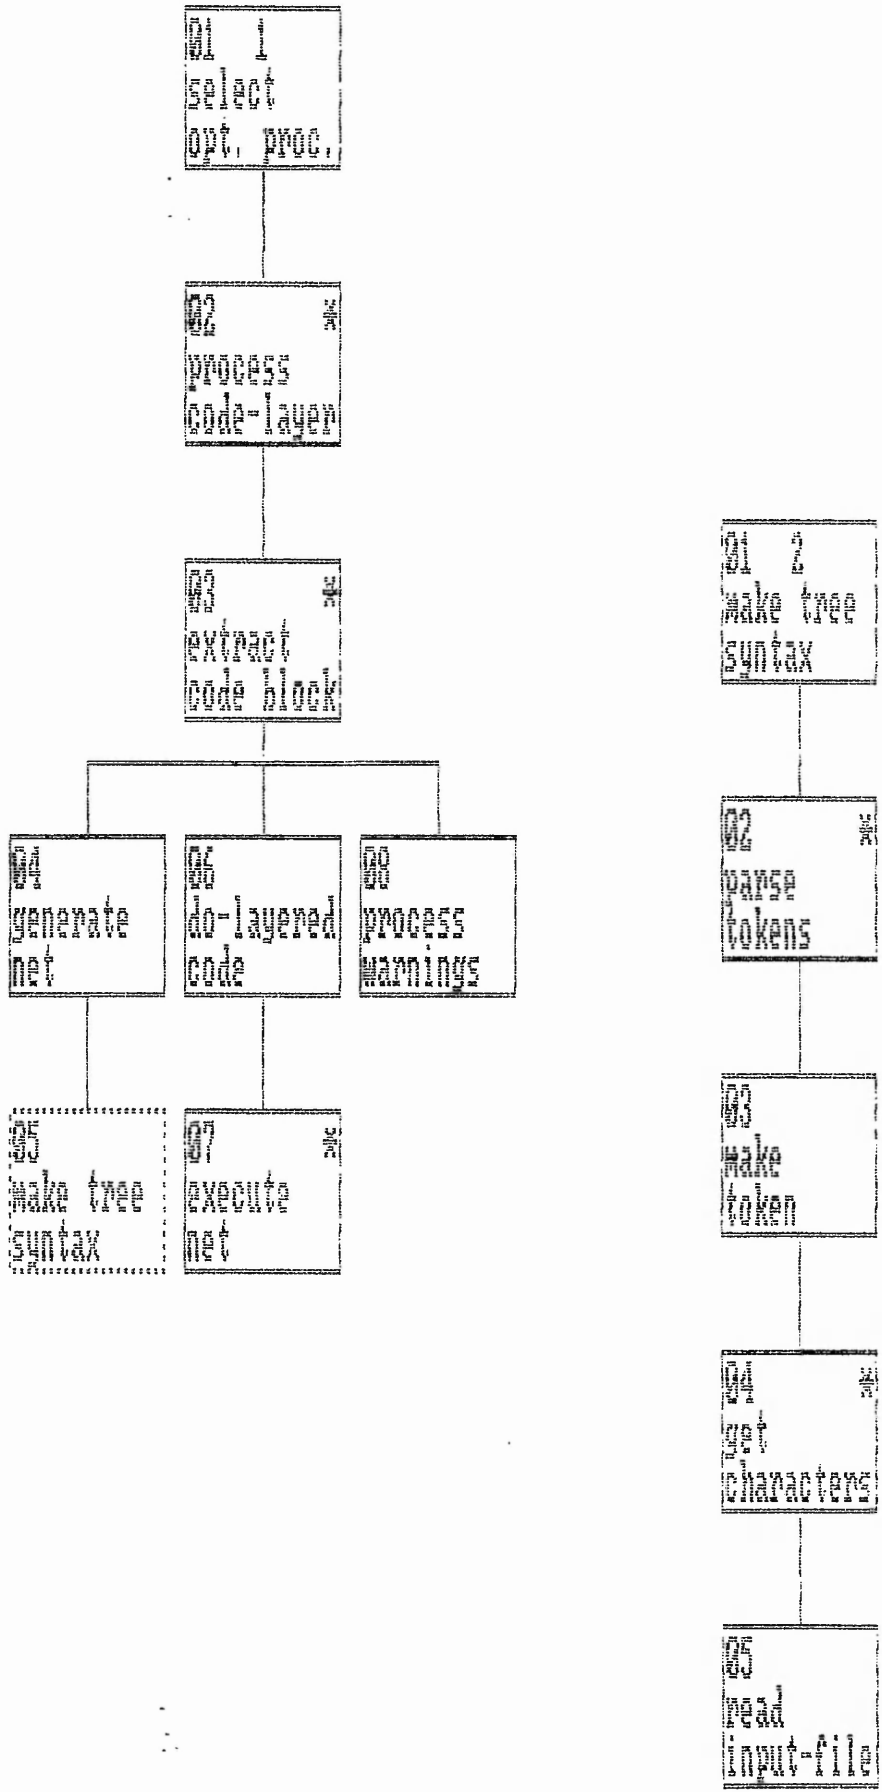 01 1
select
opt. proc.
02 *
process
code-layer
03 *
extract
code block
04
generate
net
06
do-layered
code
08
process
warnings
05
make tree
syntax
07 *
execute
net
01 2
make tree
syntax
02 *
parse
tokens
03
make
token
04 *
get
characters
05
read
input-file